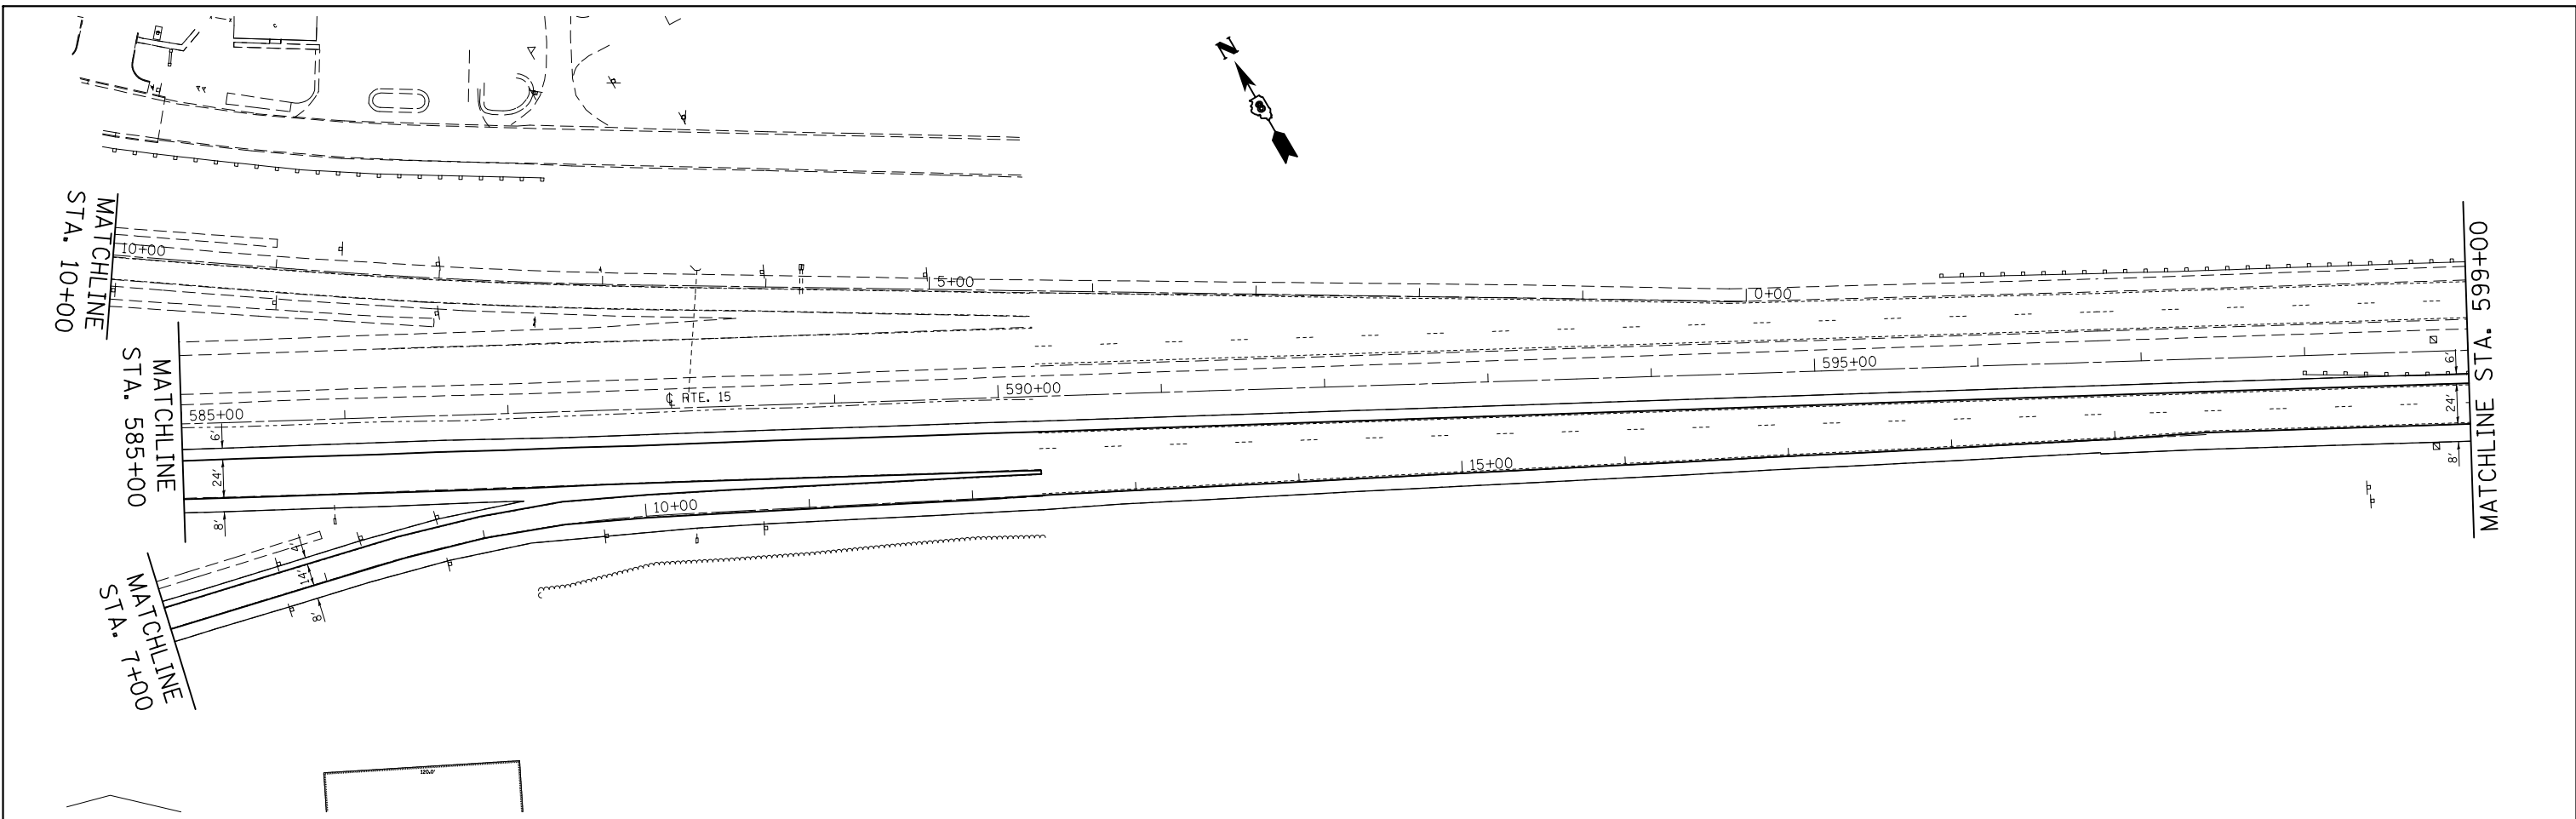 N
MATCHLINE
STA. 10+00
10+00
5+00
0+00
MATCHLINE STA. 599+00
595+00
6'
590+00
℄ RTE. 15
MATCHLINE
STA. 585+00
585+00
6'
24'
24'
8'
8'
15+00
10+00
4'
14'
8'
MATCHLINE
STA. 7+00
120.0'